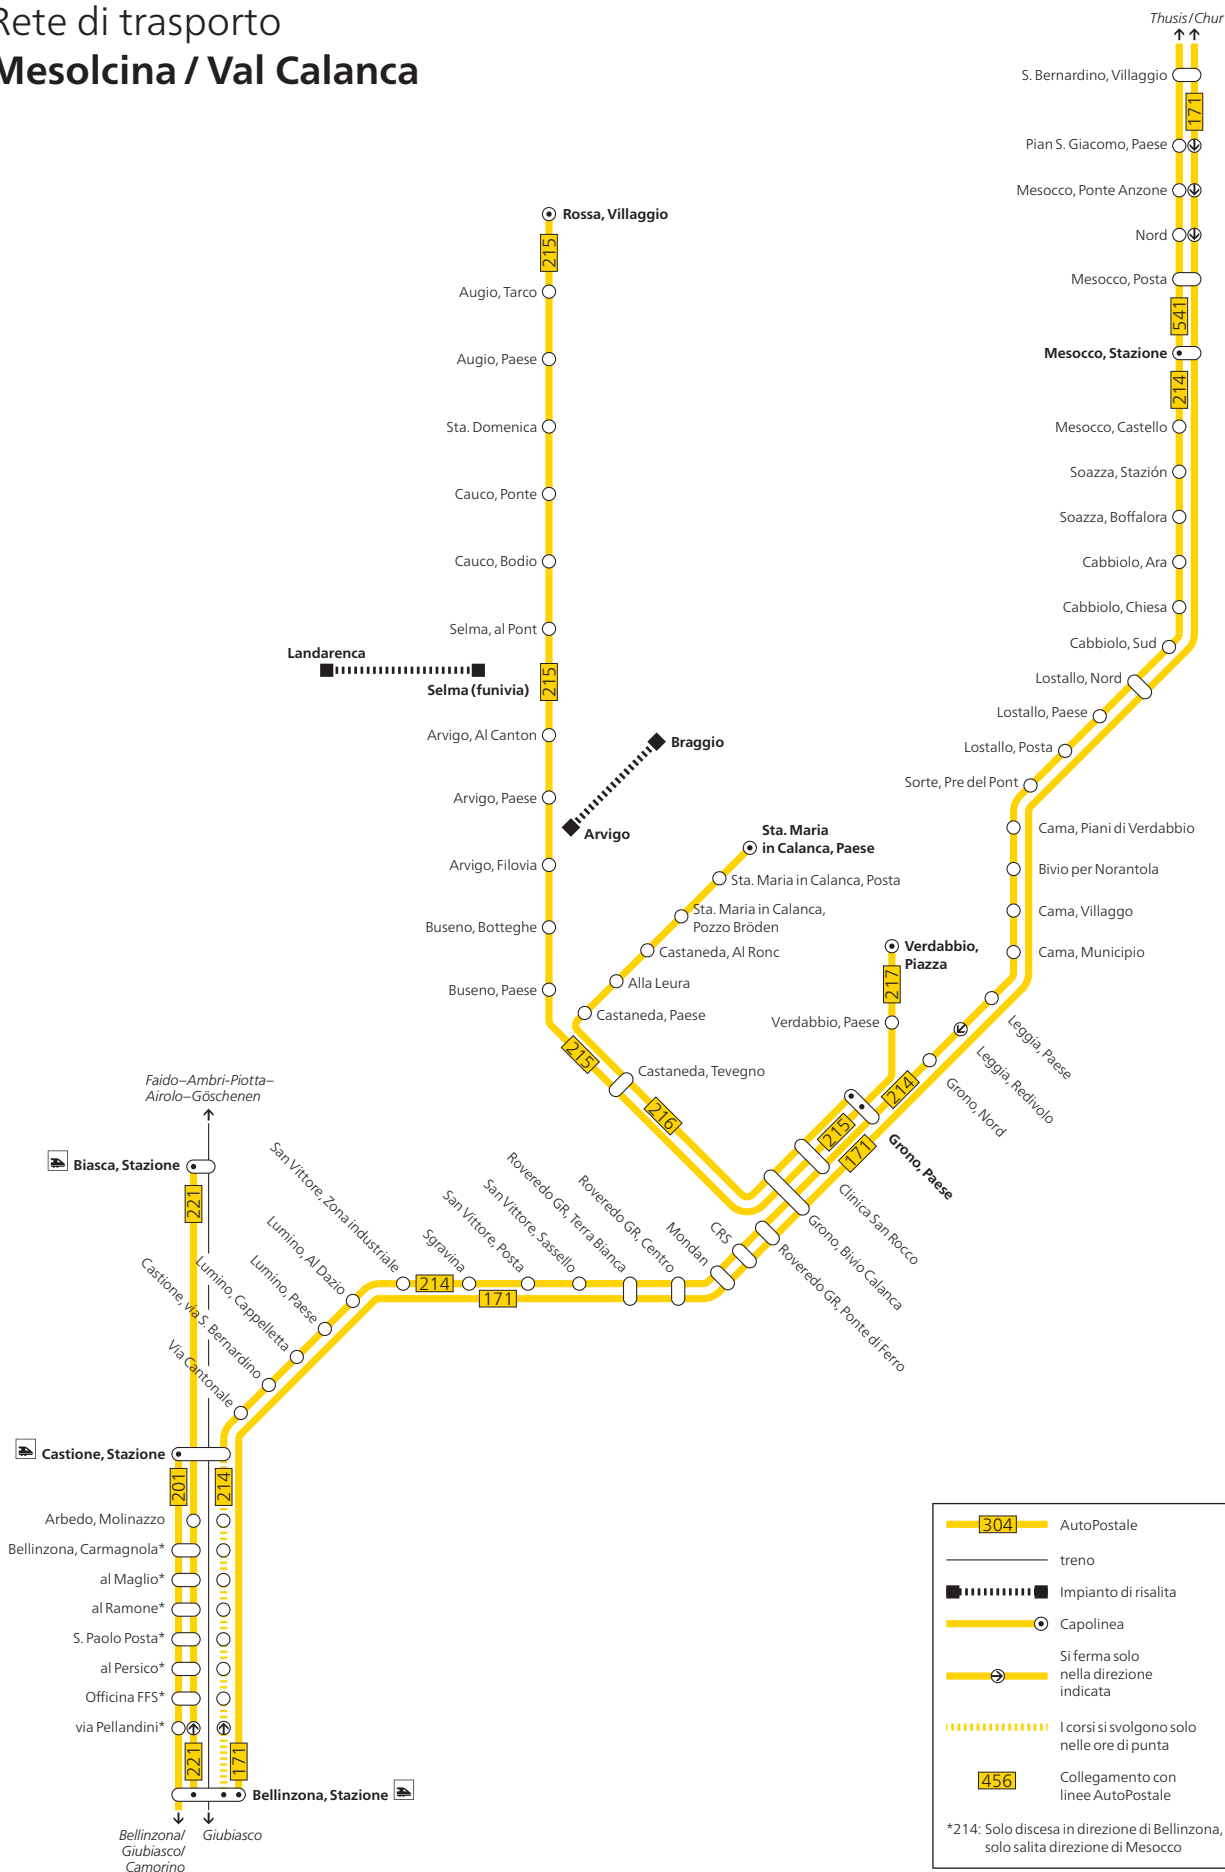 Rete di trasporto
Mesolcina / Val Calanca
Thusis/Chur
S. Bernardino, Villaggio
171
Pian S. Giacomo, Paese
Mesocco, Ponte Anzone
Nord
Mesocco, Posta
541
Mesocco, Stazione
214
Mesocco, Castello
Soazza, Stazión
Soazza, Boffalora
Cabbiolo, Ara
Cabbiolo, Chiesa
Cabbiolo, Sud
Lostallo, Nord
Lostallo, Paese
Lostallo, Posta
Sorte, Pre del Pont
Cama, Piani di Verdabbio
Bivio per Norantola
Cama, Villaggo
Cama, Municipio
Leggia, Paese
Leggia, Redivolo
Grono, Nord
214
Rossa, Villaggio
215
Augio, Tarco
Augio, Paese
Sta. Domenica
Cauco, Ponte
Cauco, Bodio
Selma, al Pont
Landarenca
Selma (funivia)
215
Arvigo, Al Canton
Braggio
Arvigo, Paese
Arvigo
Arvigo, Filovia
Buseno, Botteghe
Buseno, Paese
215
Sta. Maria
in Calanca, Paese
Sta. Maria in Calanca, Posta
Sta. Maria in Calanca,
Pozzo Bröden
Castaneda, Al Ronc
Alla Leura
Castaneda, Paese
Castaneda, Tevegno
216
Verdabbio,
Piazza
217
Verdabbio, Paese
215
171
Grono, Paese
Clinica San Rocco
Grono, Bivio Calanca
Roveredo GR, Ponte di Ferro
CRS
Mondan
Roveredo GR, Centro
Roveredo GR, Terra Bianca
San Vittore, Sassello
San Vittore, Posta
Sgravina
San Vittore, Zona industriale
214
171
Lumino, Al Dazio
Lumino, Paese
Lumino, Cappelletta
Castione, via S. Bernardino
Via Cantonale
Faido–Ambri-Piotta–
Airolo–Göschenen
Biasca, Stazione
221
Castione, Stazione
201
214
Arbedo, Molinazzo
Bellinzona, Carmagnola*
al Maglio*
al Ramone*
S. Paolo Posta*
al Persico*
Officina FFS*
via Pellandini*
221
171
Bellinzona, Stazione
Bellinzona/
Giubiasco/
Camorino
Giubiasco
304
AutoPostale
treno
Impianto di risalita
Capolinea
Si ferma solo
nella direzione
indicata
I corsi si svolgono solo
nelle ore di punta
456
Collegamento con
linee AutoPostale
*214: Solo discesa in direzione di Bellinzona,
solo salita direzione di Mesocco